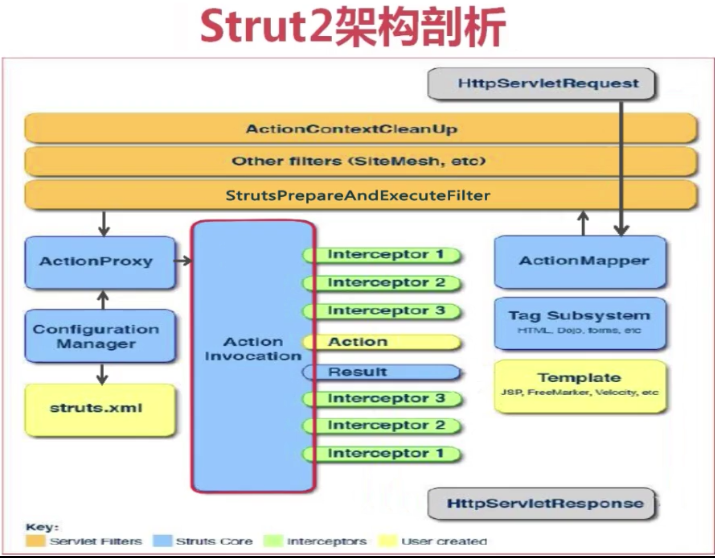 Strut2架构剖析
HttpServletRequest
ActionContextCleanUp
Other filters (SiteMesh, etc)
StrutsPrepareAndExecuteFilter
ActionProxy
Configuration
Manager
struts.xml
Action
Invocation
Interceptor 1
Interceptor 2
Interceptor 3
Action
Result
Interceptor 3
Interceptor 2
Interceptor 1
ActionMapper
Tag Subsystem
HTML, Dojo, forms, etc
Template
JSP, FreeMarker, Velocity, etc
HttpServletResponse
Key:
Servlet Filters
Struts Core
Interceptors
User created